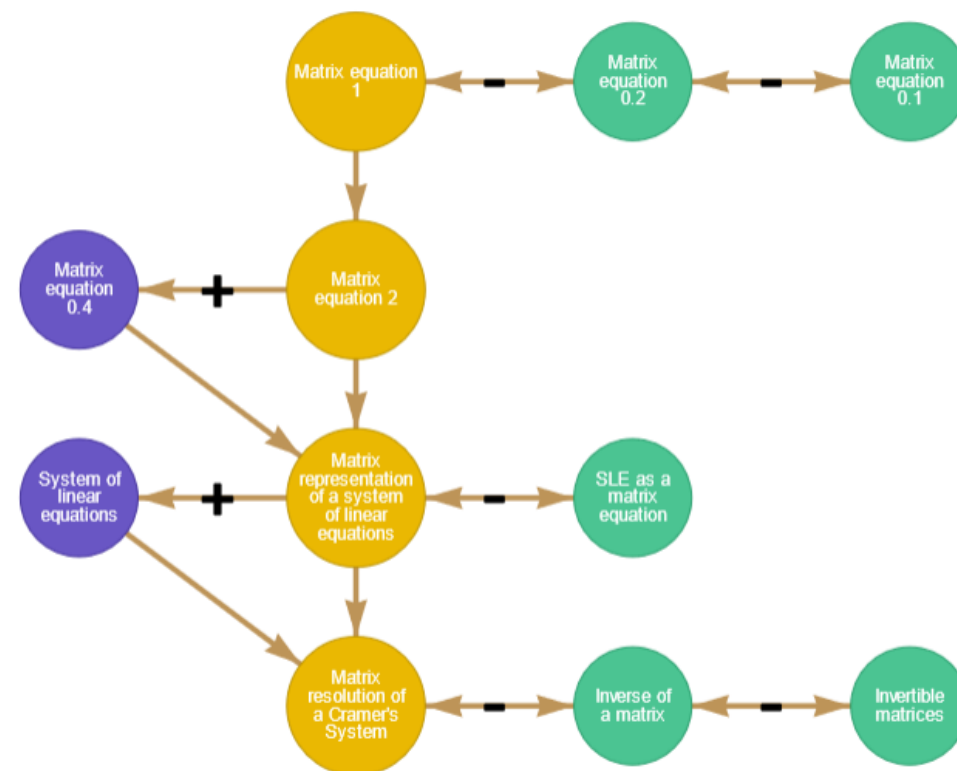 Matrix equation
1
Matrix
equation
0.2
Matrix
equation
0.1
Matrix
equation
0.4
Matrix
equation 2
System of
linear
equations
Matrix
representation
of a system
of linear
equations
SLE as a
matrix
equation
Matrix
resolution of
a Cramer's
System
Inverse of
a matrix
Invertible
matrices